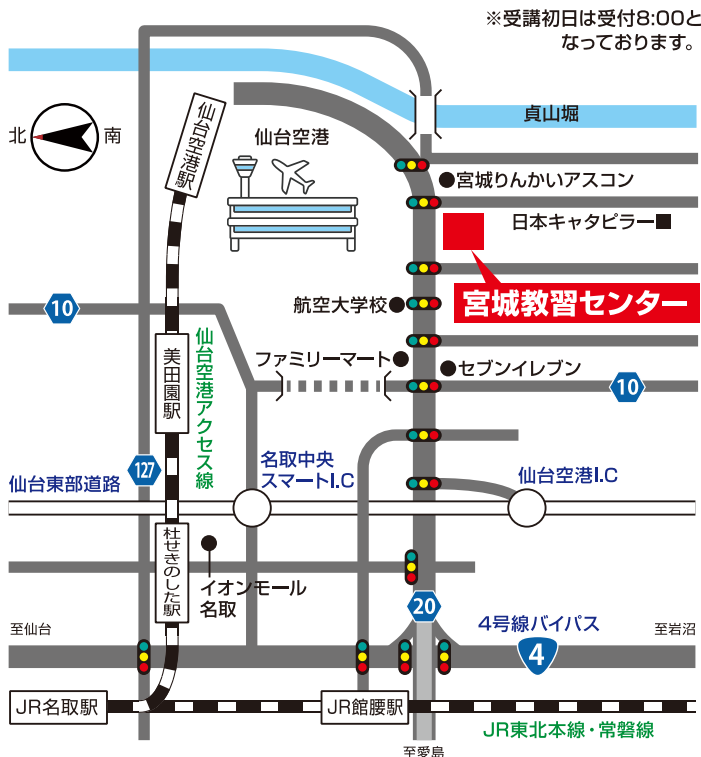 ※受講初日は受付8:00と
なっております。
貞山堀
北
南
仙台空港駅
仙台空港
宮城りんかいアスコン
日本キャタピラー
宮城教習センター
航空大学校
10
仙台空港アクセス線
美田園駅
ファミリーマート
セブンイレブン
10
127
仙台東部道路
名取中央
スマートI.C
仙台空港I.C
杜せきのした駅
イオンモール
名取
20
至仙台
4号線バイパス
4
至岩沼
JR名取駅
JR館腰駅
JR東北本線・常磐線
至愛島